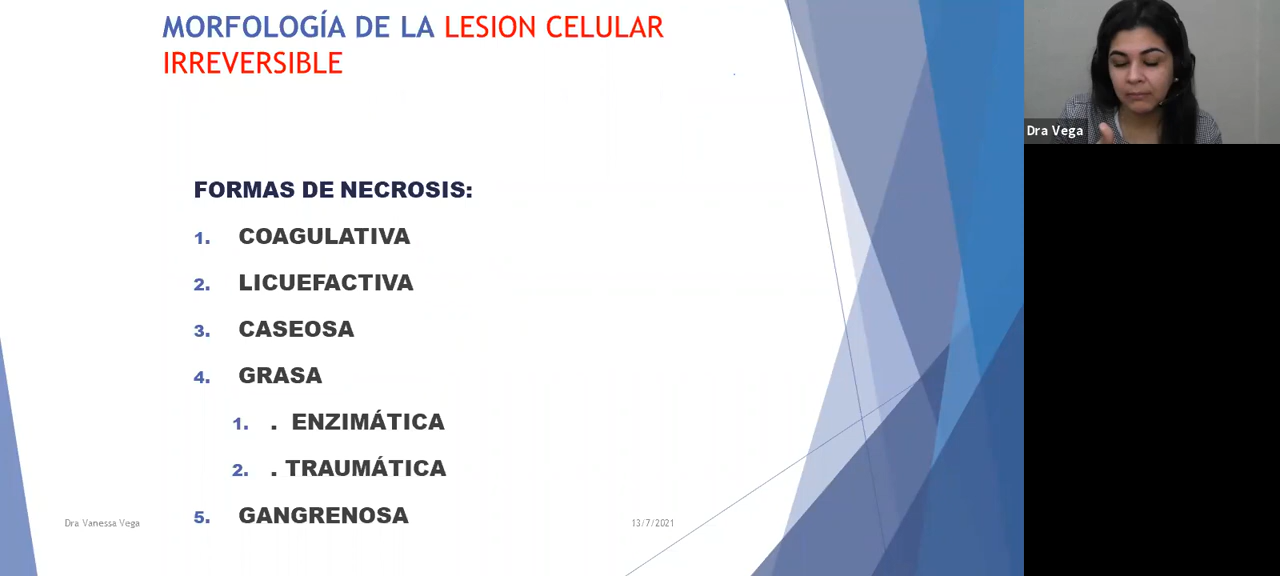 MORFOLOGÍA DE LA LESION CELULAR
IRREVERSIBLE
Dra Vega
FORMAS DE NECROSIS:
1. COAGULATIVA
2. LICUEFACTIVA
3. CASEOSA
4. GRASA
1. . ENZIMÁTICA
2. . TRAUMÁTICA
5. GANGRENOSA
Dra Vanessa Vega
13/7/2021